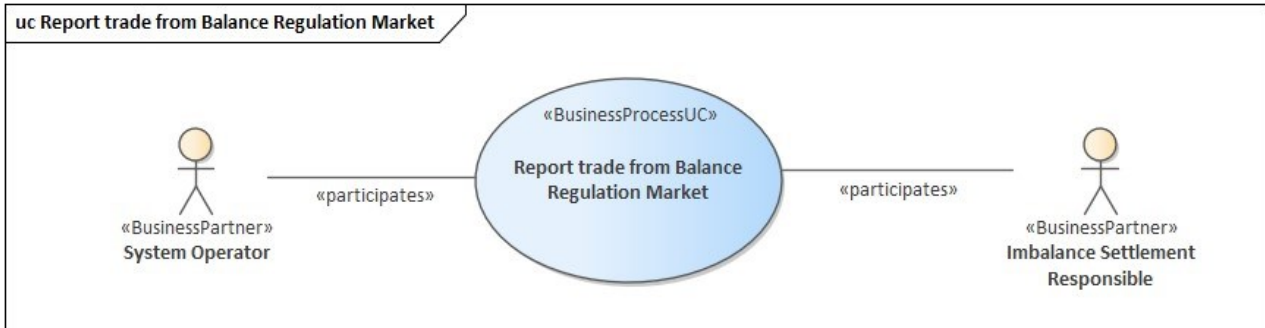 uc Report trade from Balance Regulation Market
«BusinessProcessUC»
Report trade from Balance
Regulation Market
«participates»
«participates»
«BusinessPartner»
System Operator
«BusinessPartner»
Imbalance Settlement
Responsible